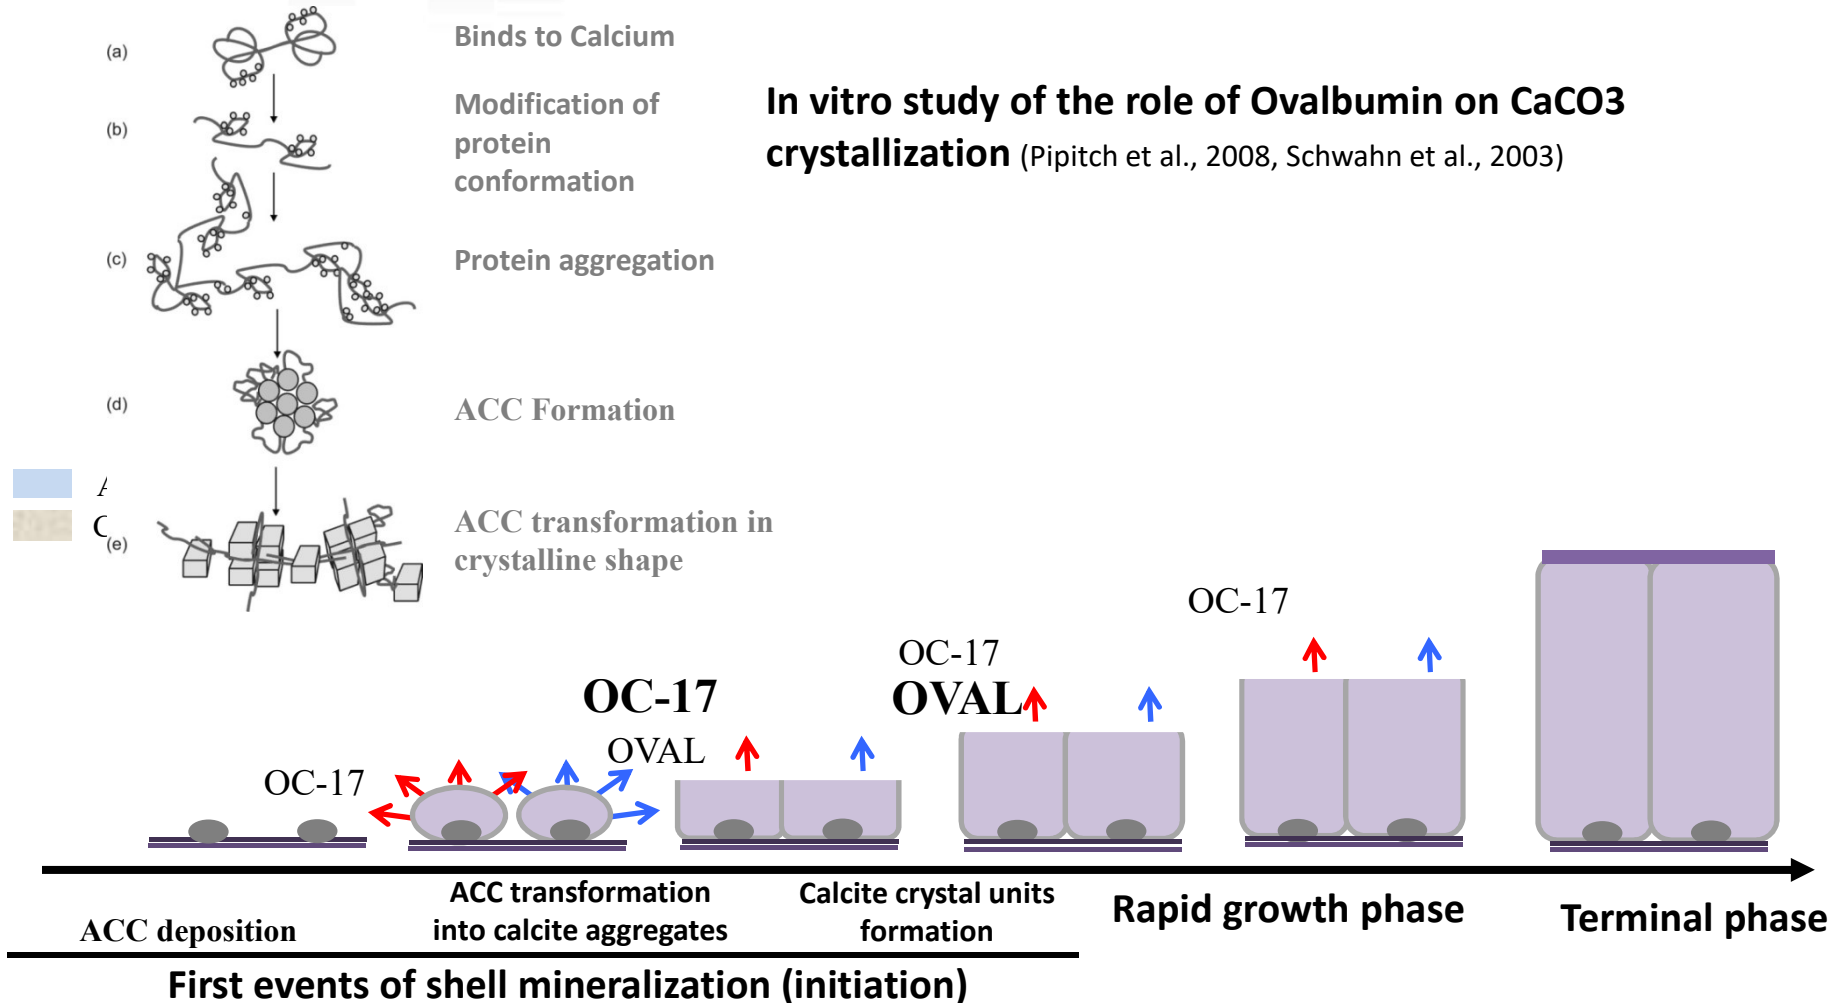 (a)
Binds to Calcium
(b)
Modification of
protein
conformation
In vitro study of the role of Ovalbumin on CaCO3
crystallization (Pipitch et al., 2008, Schwahn et al., 2003)
(c)
Protein aggregation
(d)
ACC Formation
(e)
ACC transformation in
crystalline shape
OC-17
OC-17
OVAL
OC-17
OVAL
OC-17
ACC deposition
ACC transformation
into calcite aggregates
Calcite crystal units
formation
Rapid growth phase
Terminal phase
First events of shell mineralization (initiation)